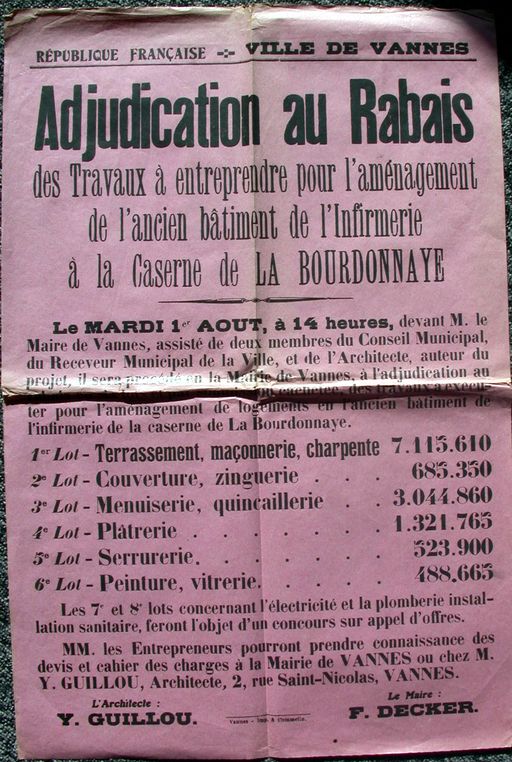 RÉPUBLIQUE FRANÇAISE -:- VILLE DE VANNES
Adjudication au Rabais
des Travaux à entreprendre pour l'aménagement
de l'ancien bâtiment de l'Infirmerie
à la Caserne de LA BOURDONNAYE
Le MARDI 1er AOUT, à 14 heures, devant M. le
Maire de Vannes, assisté de deux membres du Conseil Municipal,
du Receveur Municipal de la Ville, et de l'Architecte, auteur du
projet, il sera procédé en la Mairie de Vannes, à l'adjudication au
cachetée, des travaux à exécu-
ter pour l'aménagement de logements en l'ancien bâtiment de
l'infirmerie de la caserne de La Bourdonnaye.
1er Lot - Terrassement, maçonnerie, charpente 7.115.610
2e Lot - Couverture, zinguerie . . . 685.350
3e Lot - Menuiserie, quincaillerie . . 3.044.860
4e Lot - Plâtrerie . . . . . . 1.321.765
5e Lot - Serrurerie. . . . . . 523.900
6e Lot - Peinture, vitrerie. . . . . 488.665
Les 7e et 8e lots concernant l'électricité et la plomberie instal-
lation sanitaire, feront l'objet d'un concours sur appel d'offres.
MM. les Entrepreneurs pourront prendre connaissance des
devis et cahier des charges à la Mairie de VANNES ou chez M.
Y. GUILLOU, Architecte, 2, rue Saint-Nicolas, VANNES.
L'Architecte :
Y. GUILLOU.
Le Maire :
F. DECKER.
Vannes - Imp.